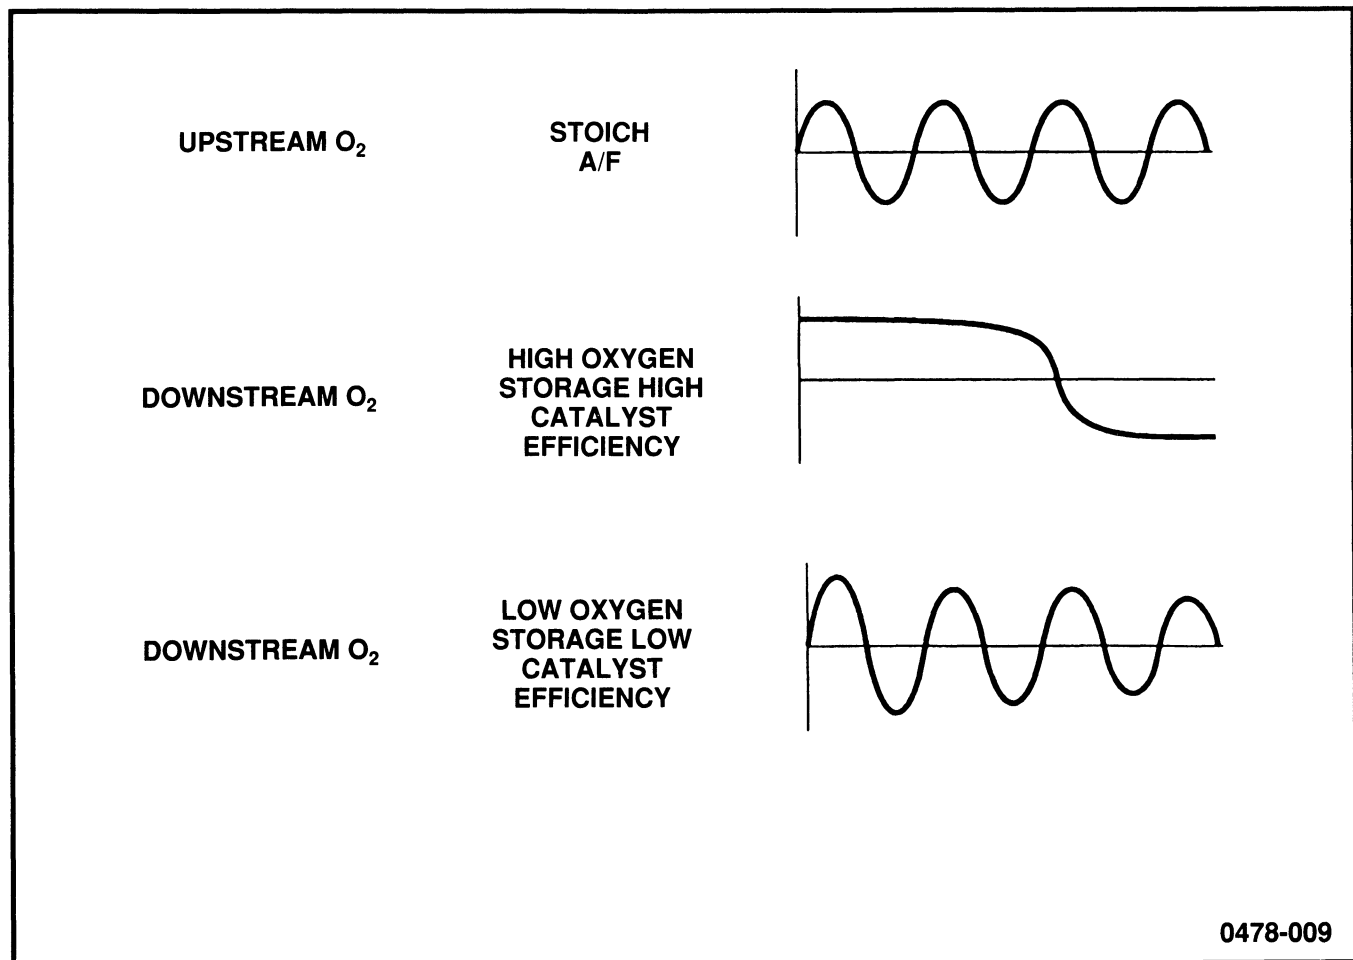 UPSTREAM O₂
STOICH
A/F
DOWNSTREAM O₂
HIGH OXYGEN
STORAGE HIGH
CATALYST
EFFICIENCY
DOWNSTREAM O₂
LOW OXYGEN
STORAGE LOW
CATALYST
EFFICIENCY
0478-009